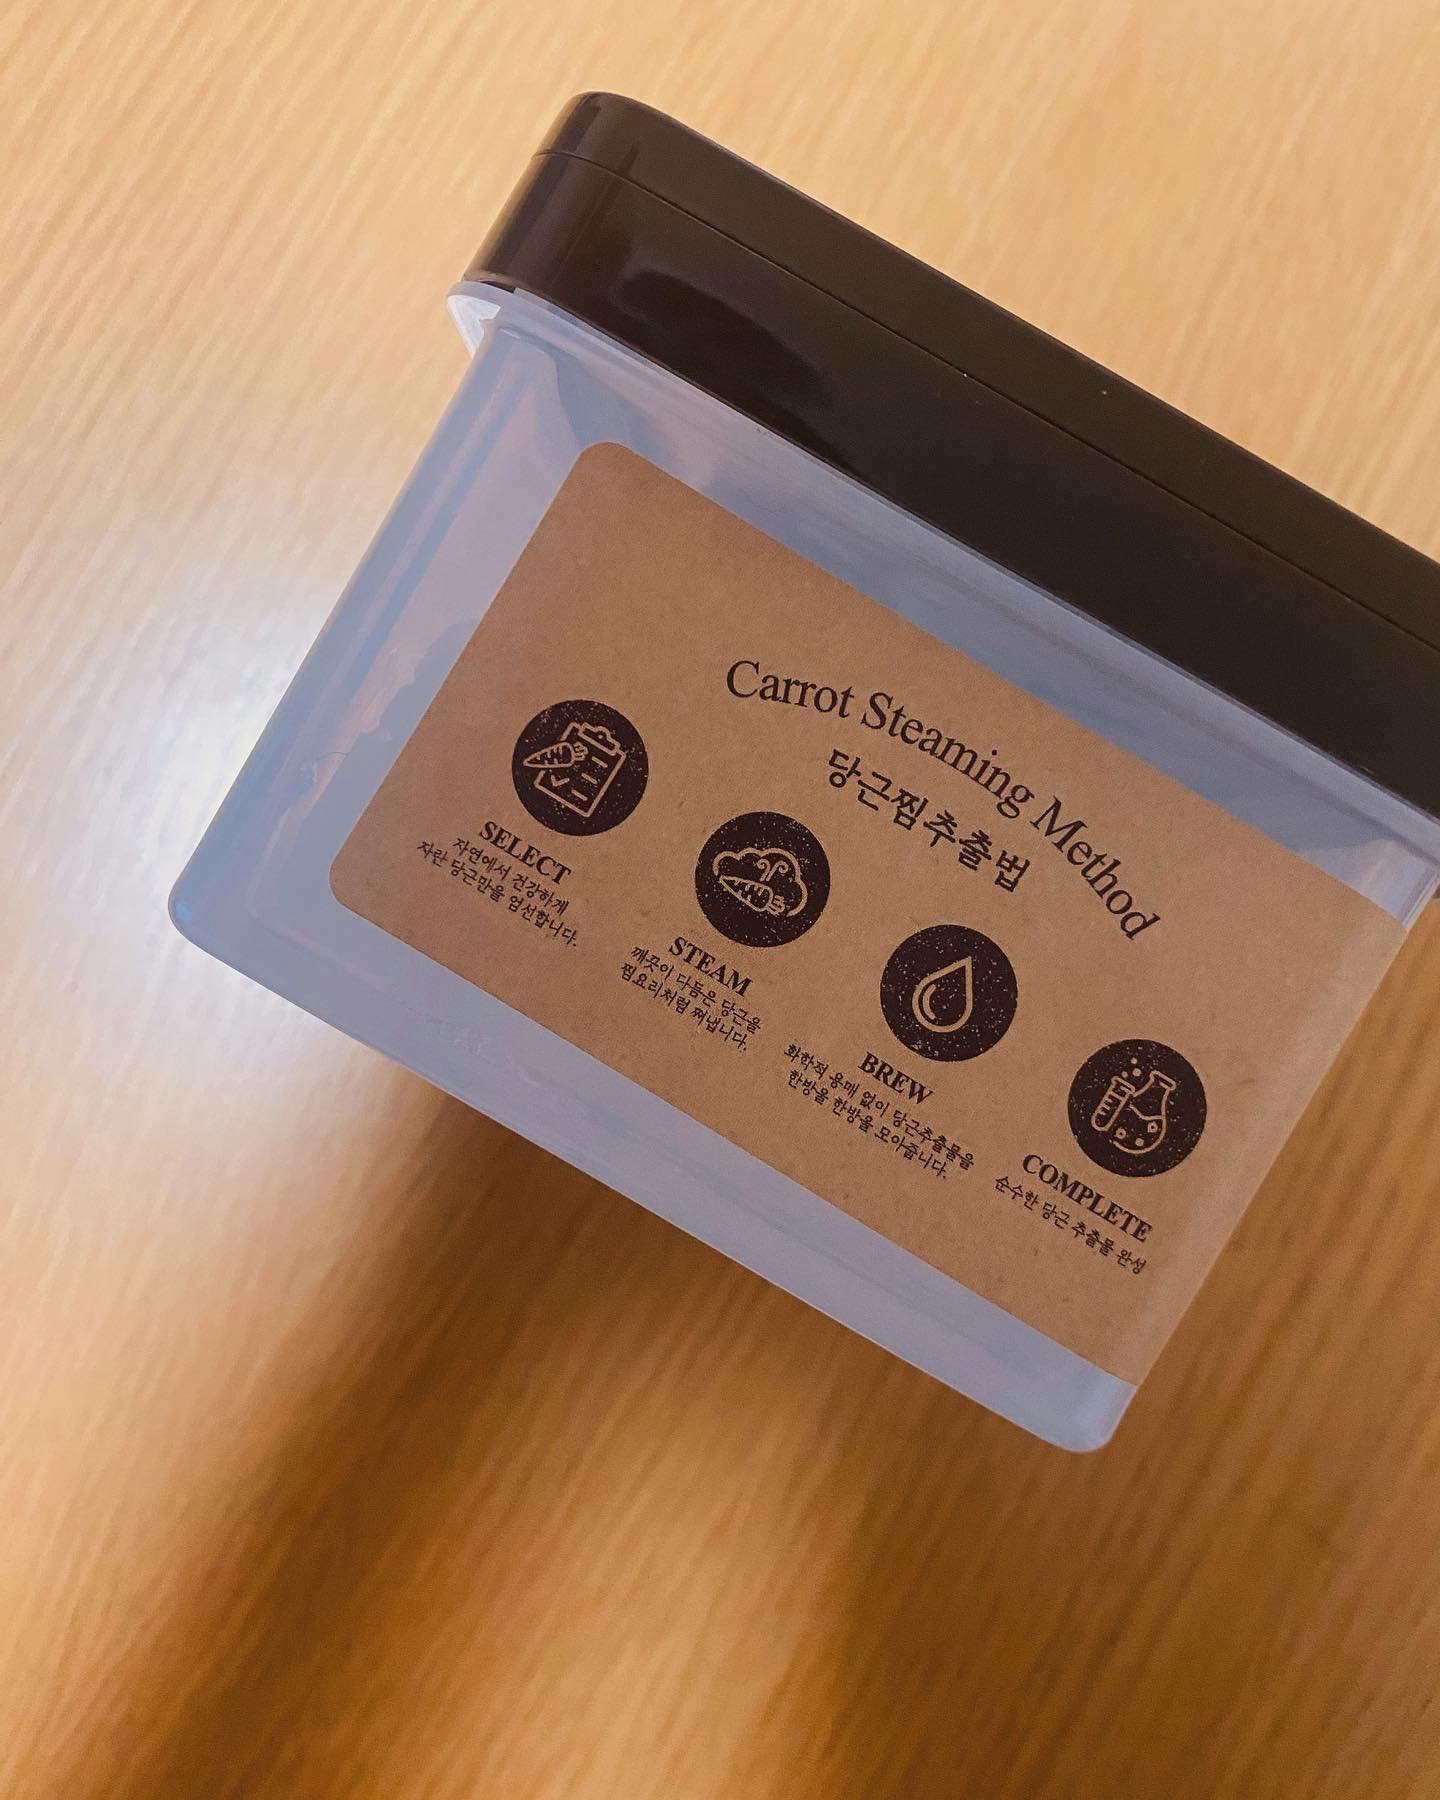 Carrot Steaming Method
당근찜추출법
SELECT
자연에서 건강하게
자란 당근만을 엄선합니다.
STEAM
깨끗이 다듬은 당근을
찜요리처럼 쪄냅니다.
BREW
화학적 용매 없이 당근추출물을
한방울 한방울 모아줍니다.
COMPLETE
순수한 당근 추출물 완성